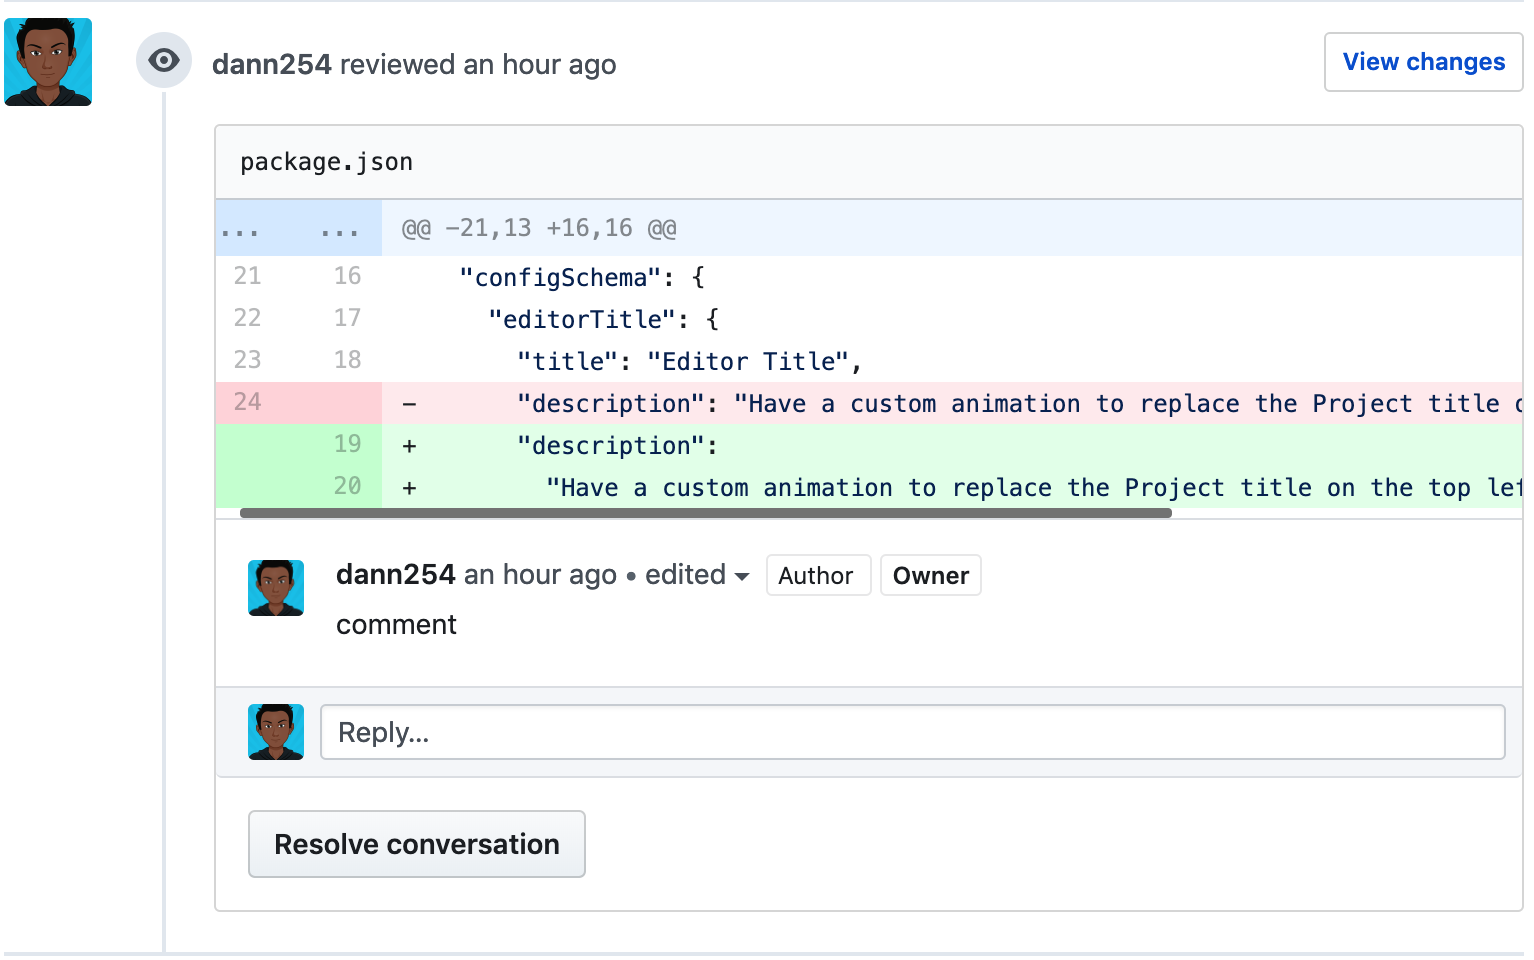 dann254 reviewed an hour ago
View changes
package.json
... ... @@ -21,13 +16,16 @@
21 16 "configSchema": {
22 17 "editorTitle": {
23 18 "title": "Editor Title",
24 - "description": "Have a custom animation to replace the Project title
19 + "description":
20 + "Have a custom animation to replace the Project title on the top
dann254 an hour ago • edited Author Owner
comment
Reply...
Resolve conversation